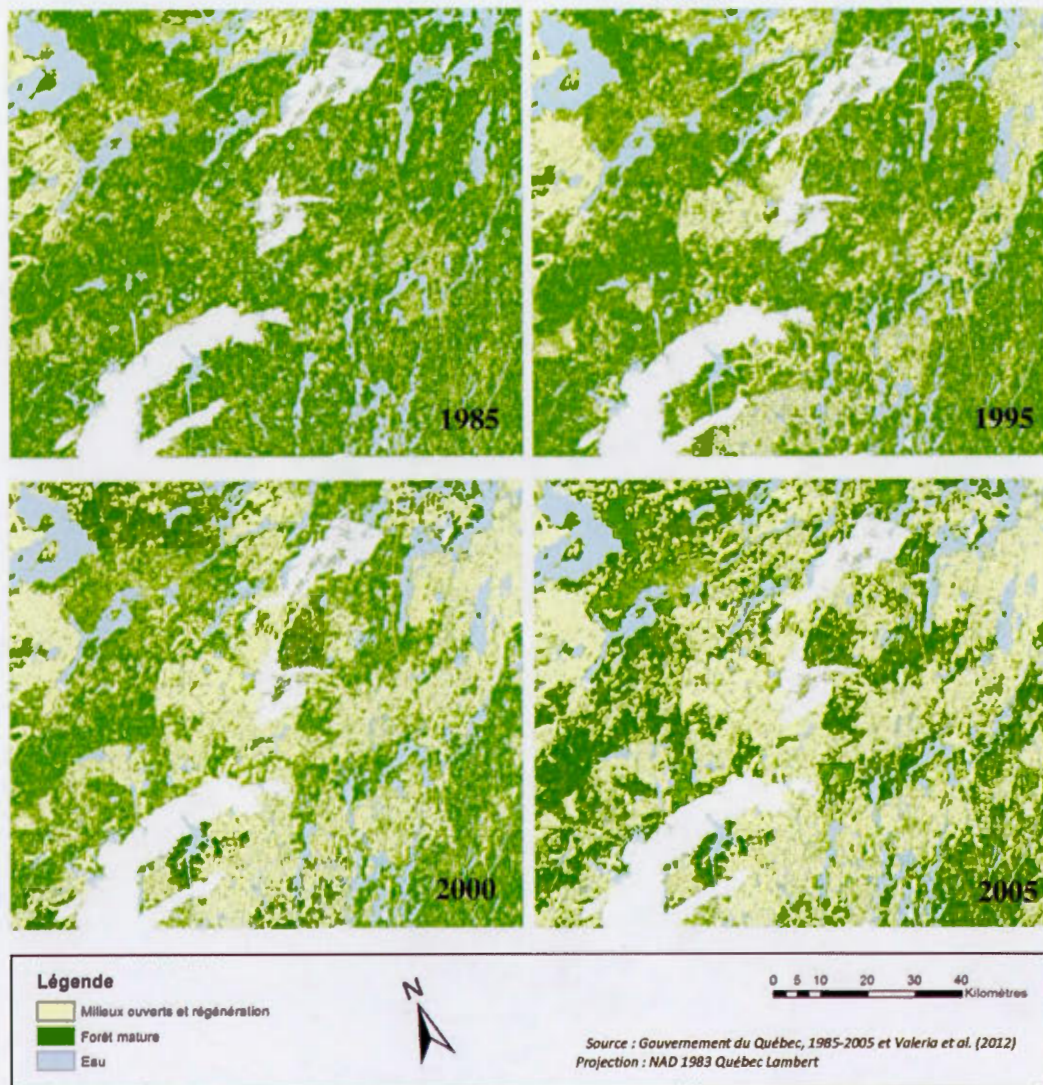 1985
1995
2000
2005
Légende
Milieux ouverts et régénération
Forêt mature
Eau
N
0 5 10 20 30 40
Kilomètres
Source : Gouvernement du Québec, 1985-2005 et Valeria et al. (2012)
Projection : NAD 1983 Québec Lambert